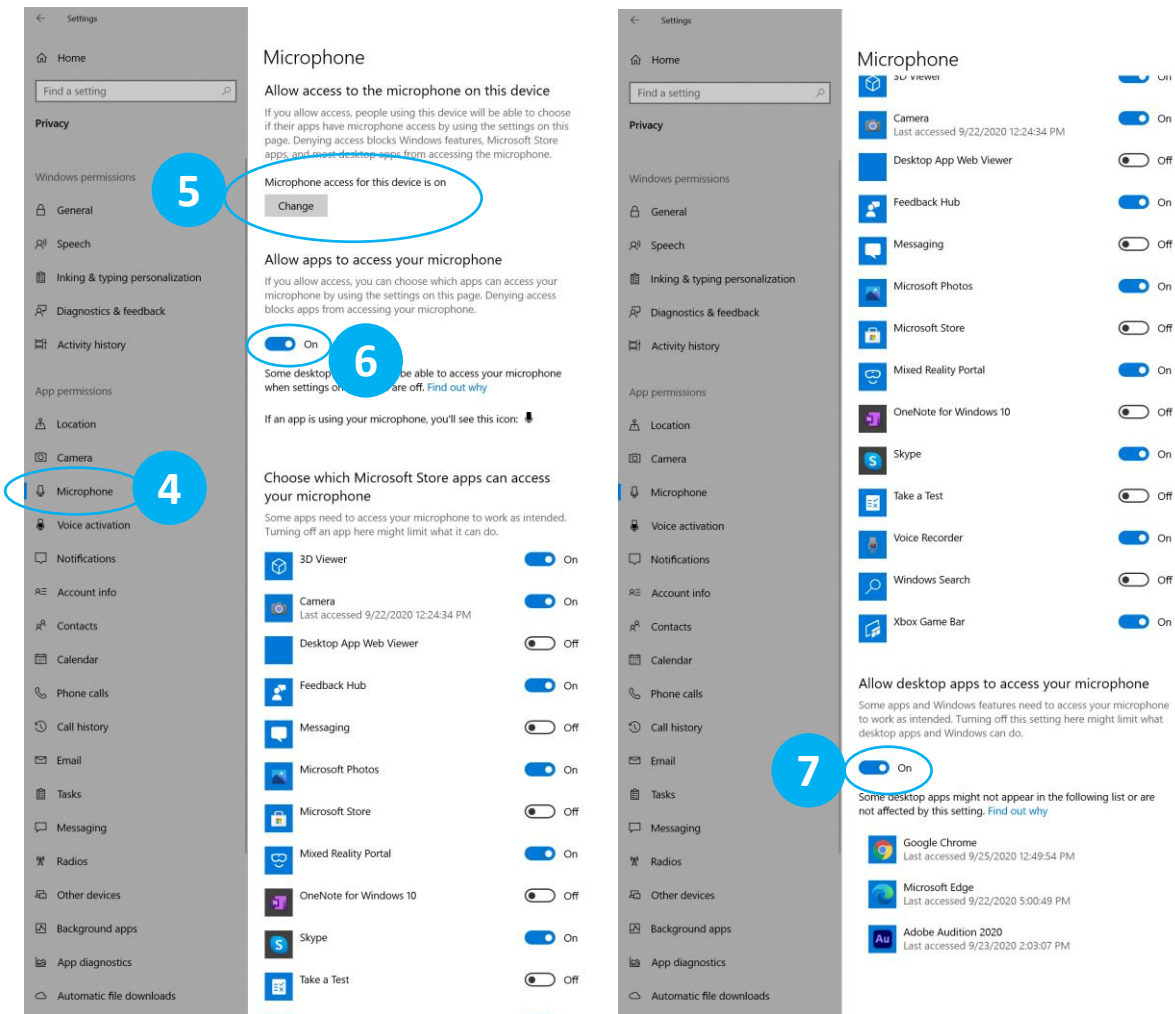 Settings
Home
Find a setting
Privacy
Windows permissions
General
Speech
Inking & typing personalization
Diagnostics & feedback
Activity history
App permissions
Location
Camera
Microphone
Voice activation
Notifications
Account info
Contacts
Calendar
Phone calls
Call history
Email
Tasks
Messaging
Radios
Other devices
Background apps
App diagnostics
Automatic file downloads
4
5
6
Microphone
Allow access to the microphone on this device
If you allow access, people using this device will be able to choose
if their apps have microphone access by using the settings on this
page. Denying access blocks Windows features, Microsoft Store
apps, and most desktop apps from accessing the microphone.
Microphone access for this device is on
Change
Allow apps to access your microphone
If you allow access, you can choose which apps can access your
microphone by using the settings on this page. Denying access
blocks apps from accessing your microphone.
On
Some desktop be able to access your microphone
when settings on are off. Find out why
If an app is using your microphone, you'll see this icon:
Choose which Microsoft Store apps can access
your microphone
Some apps need to access your microphone to work as intended.
Turning off an app here might limit what it can do.
3D Viewer On
Camera On
Last accessed 9/22/2020 12:24:34 PM
Desktop App Web Viewer Off
Feedback Hub On
Messaging Off
Microsoft Photos On
Microsoft Store Off
Mixed Reality Portal On
OneNote for Windows 10 Off
Skype On
Take a Test Off
Settings
Home
Find a setting
Privacy
Windows permissions
General
Speech
Inking & typing personalization
Diagnostics & feedback
Activity history
App permissions
Location
Camera
Microphone
Voice activation
Notifications
Account info
Contacts
Calendar
Phone calls
Call history
Email
Tasks
Messaging
Radios
Other devices
Background apps
App diagnostics
Automatic file downloads
7
Microphone
3D Viewer On
Camera On
Last accessed 9/22/2020 12:24:34 PM
Desktop App Web Viewer Off
Feedback Hub On
Messaging Off
Microsoft Photos On
Microsoft Store Off
Mixed Reality Portal On
OneNote for Windows 10 Off
Skype On
Take a Test Off
Voice Recorder On
Windows Search Off
Xbox Game Bar On
Allow desktop apps to access your microphone
Some apps and Windows features need to access your microphone
to work as intended. Turning off this setting here might limit what
desktop apps and Windows can do.
On
Some desktop apps might not appear in the following list or are
not affected by this setting. Find out why
Google Chrome
Last accessed 9/25/2020 12:49:54 PM
Microsoft Edge
Last accessed 9/22/2020 5:00:49 PM
Au
Adobe Audition 2020
Last accessed 9/23/2020 2:03:07 PM